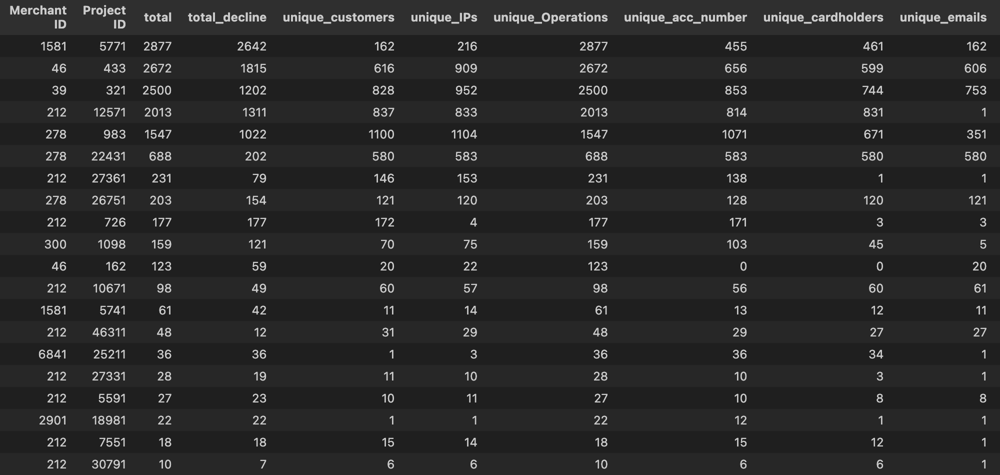 Merchant ID Project ID total total_decline unique_customers unique_IPs unique_Operations unique_acc_number unique_cardholders unique_emails
1581 5771 2877 2642 162 216 2877 455 461 162
46 433 2672 1815 616 909 2672 656 599 606
39 321 2500 1202 828 952 2500 853 744 753
212 12571 2013 1311 837 833 2013 814 831 1
278 983 1547 1022 1100 1104 1547 1071 671 351
278 22431 688 202 580 583 688 583 580 580
212 27361 231 79 146 153 231 138 1 1
278 26751 203 154 121 120 203 128 120 121
212 726 177 177 172 4 177 171 3 3
300 1098 159 121 70 75 159 103 45 5
46 162 123 59 20 22 123 0 0 20
212 10671 98 49 60 57 98 56 60 61
1581 5741 61 42 11 14 61 13 12 11
212 46311 48 12 31 29 48 29 27 27
6841 25211 36 36 1 3 36 36 34 1
212 27331 28 19 11 10 28 10 3 1
212 5591 27 23 10 11 27 10 8 8
2901 18981 22 22 1 1 22 12 1 1
212 7551 18 18 15 14 18 15 12 1
212 30791 10 7 6 6 10 6 6 1